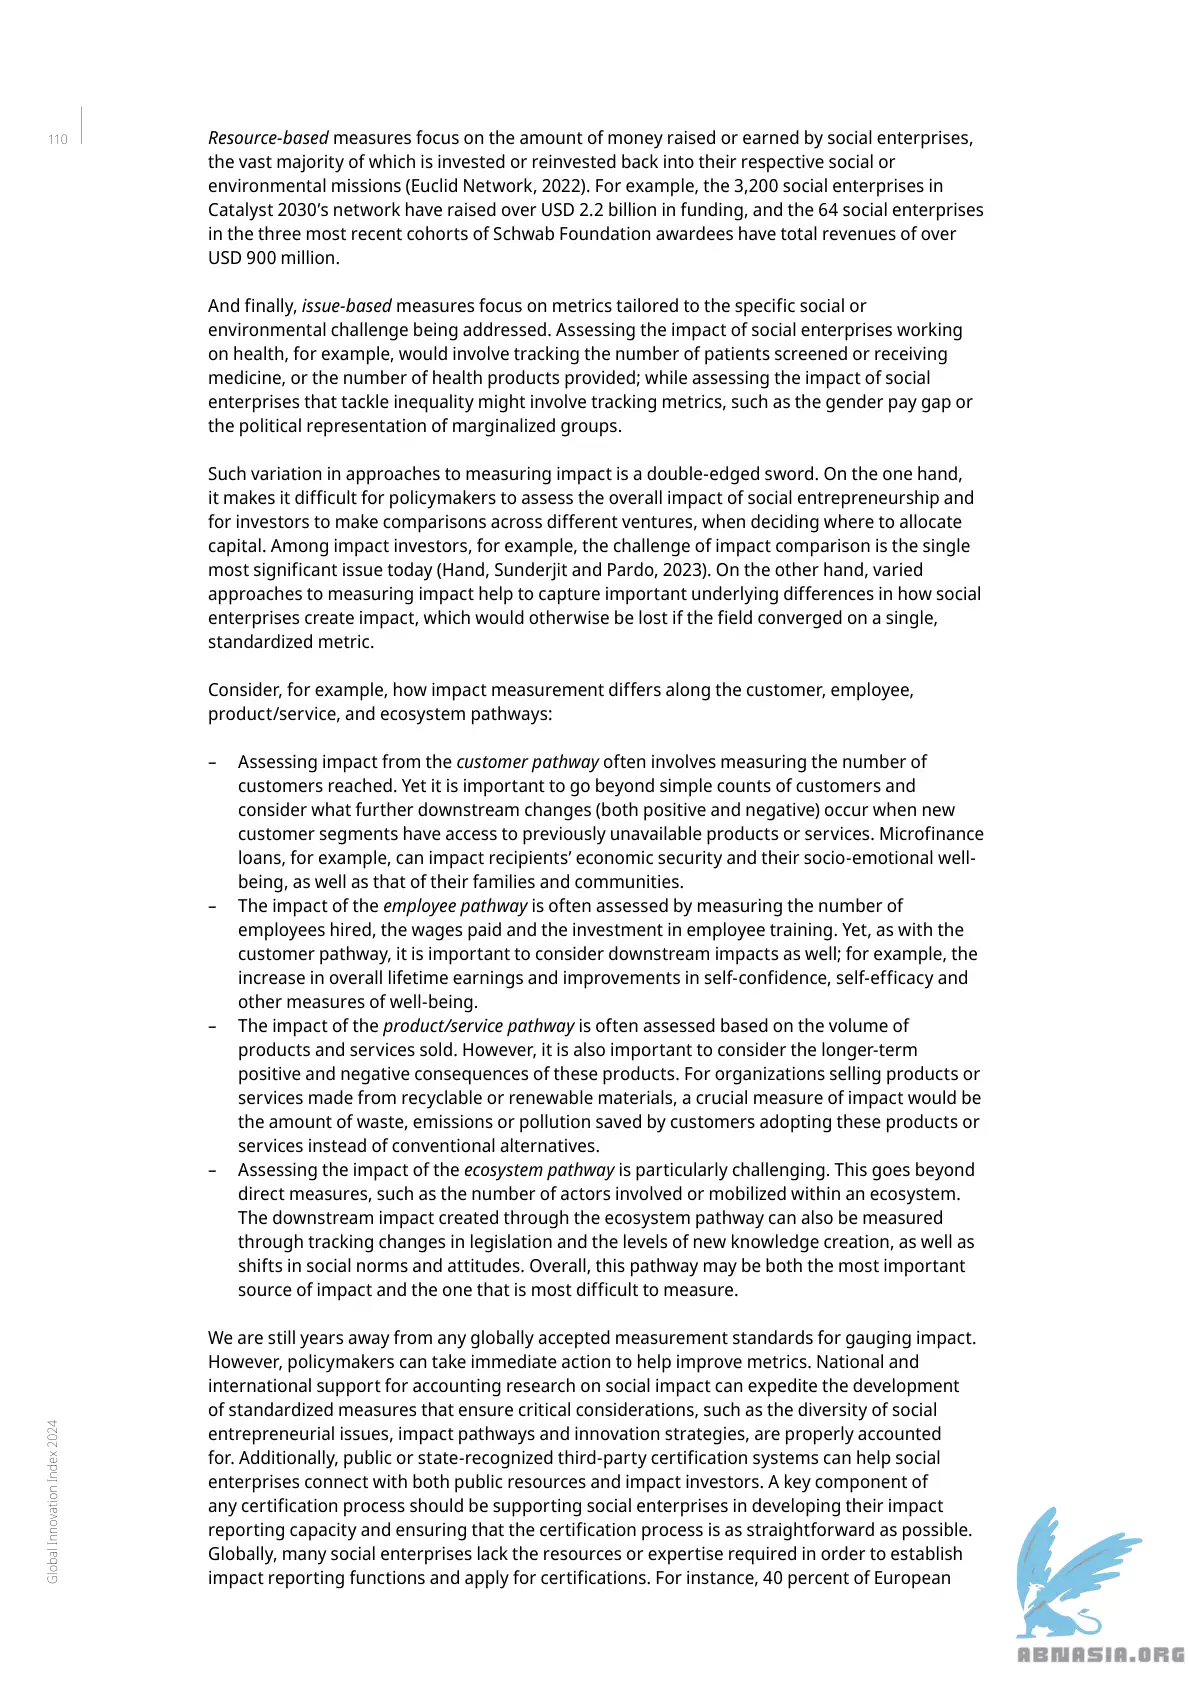 110
Resource-based measures focus on the amount of money raised or earned by social enterprises,
the vast majority of which is invested or reinvested back into their respective social or
environmental missions (Euclid Network, 2022). For example, the 3,200 social enterprises in
Catalyst 2030’s network have raised over USD 2.2 billion in funding, and the 64 social enterprises
in the three most recent cohorts of Schwab Foundation awardees have total revenues of over
USD 900 million.
And finally, issue-based measures focus on metrics tailored to the specific social or
environmental challenge being addressed. Assessing the impact of social enterprises working
on health, for example, would involve tracking the number of patients screened or receiving
medicine, or the number of health products provided; while assessing the impact of social
enterprises that tackle inequality might involve tracking metrics, such as the gender pay gap or
the political representation of marginalized groups.
Such variation in approaches to measuring impact is a double-edged sword. On the one hand,
it makes it difficult for policymakers to assess the overall impact of social entrepreneurship and
for investors to make comparisons across different ventures, when deciding where to allocate
capital. Among impact investors, for example, the challenge of impact comparison is the single
most significant issue today (Hand, Sunderjit and Pardo, 2023). On the other hand, varied
approaches to measuring impact help to capture important underlying differences in how social
enterprises create impact, which would otherwise be lost if the field converged on a single,
standardized metric.
Consider, for example, how impact measurement differs along the customer, employee,
product/service, and ecosystem pathways:
– Assessing impact from the customer pathway often involves measuring the number of
customers reached. Yet it is important to go beyond simple counts of customers and
consider what further downstream changes (both positive and negative) occur when new
customer segments have access to previously unavailable products or services. Microfinance
loans, for example, can impact recipients’ economic security and their socio-emotional well-
being, as well as that of their families and communities.
– The impact of the employee pathway is often assessed by measuring the number of
employees hired, the wages paid and the investment in employee training. Yet, as with the
customer pathway, it is important to consider downstream impacts as well; for example, the
increase in overall lifetime earnings and improvements in self-confidence, self-efficacy and
other measures of well-being.
– The impact of the product/service pathway is often assessed based on the volume of
products and services sold. However, it is also important to consider the longer-term
positive and negative consequences of these products. For organizations selling products or
services made from recyclable or renewable materials, a crucial measure of impact would be
the amount of waste, emissions or pollution saved by customers adopting these products or
services instead of conventional alternatives.
– Assessing the impact of the ecosystem pathway is particularly challenging. This goes beyond
direct measures, such as the number of actors involved or mobilized within an ecosystem.
The downstream impact created through the ecosystem pathway can also be measured
through tracking changes in legislation and the levels of new knowledge creation, as well as
shifts in social norms and attitudes. Overall, this pathway may be both the most important
source of impact and the one that is most difficult to measure.
We are still years away from any globally accepted measurement standards for gauging impact.
However, policymakers can take immediate action to help improve metrics. National and
international support for accounting research on social impact can expedite the development
of standardized measures that ensure critical considerations, such as the diversity of social
entrepreneurial issues, impact pathways and innovation strategies, are properly accounted
for. Additionally, public or state-recognized third-party certification systems can help social
enterprises connect with both public resources and impact investors. A key component of
any certification process should be supporting social enterprises in developing their impact
reporting capacity and ensuring that the certification process is as straightforward as possible.
Globally, many social enterprises lack the resources or expertise required in order to establish
impact reporting functions and apply for certifications. For instance, 40 percent of European
Global Innovation Index 2024
ABNASIA.ORG